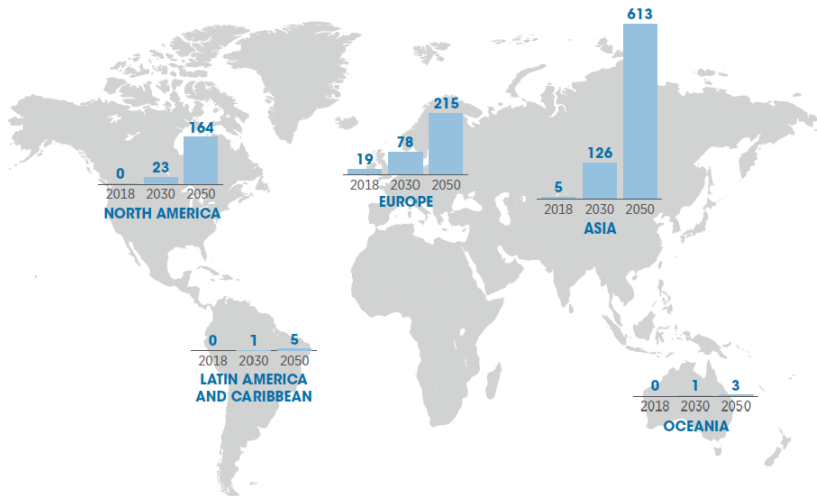 0 23 164
2018 2030 2050
NORTH AMERICA
19 78 215
2018 2030 2050
EUROPE
5 126 613
2018 2030 2050
ASIA
0 1 5
2018 2030 2050
LATIN AMERICA
AND CARIBBEAN
0 1 3
2018 2030 2050
OCEANIA